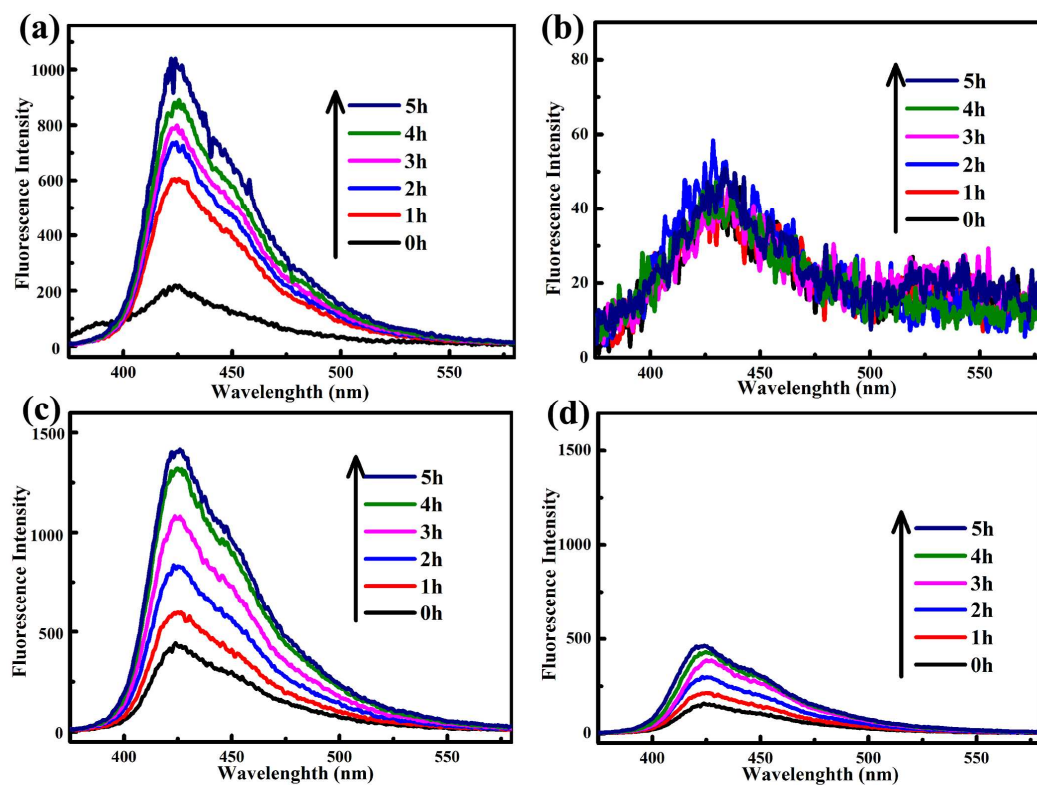 (a)
Fluorescence Intensity
1000
800
600
400
200
0
5h
4h
3h
2h
1h
0h
400
450
500
550
Wavelenghth (nm)
(b)
Fluorescence Intensity
80
60
40
20
0
5h
4h
3h
2h
1h
0h
400
450
500
550
Wavelenghth (nm)
(c)
Fluorescence Intensity
1500
1000
500
0
5h
4h
3h
2h
1h
0h
400
450
500
550
Wavelenghth (nm)
(d)
Fluorescence Intensity
1500
1000
500
0
5h
4h
3h
2h
1h
0h
400
450
500
550
Wavelenghth (nm)